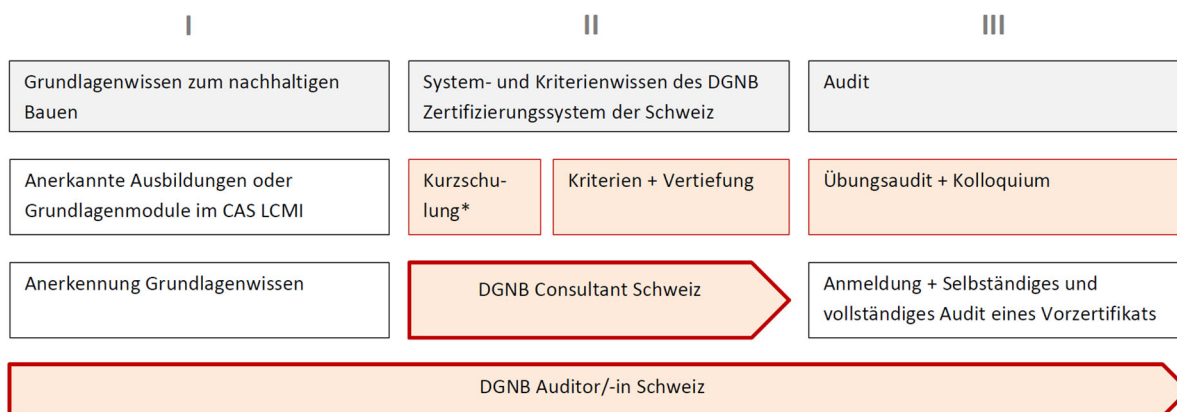 I
II
III
Grundlagenwissen zum nachhaltigen
Bauen
System- und Kriterienwissen des DGNB
Zertifizierungssystem der Schweiz
Audit
Anerkannte Ausbildungen oder
Grundlagenmodule im CAS LCMI
Kurzschu-
lung*
Kriterien + Vertiefung
Übungsaudit + Kolloquium
Anerkennung Grundlagenwissen
DGNB Consultant Schweiz
Anmeldung + Selbständiges und
vollständiges Audit eines Vorzertifikats
DGNB Auditor/-in Schweiz